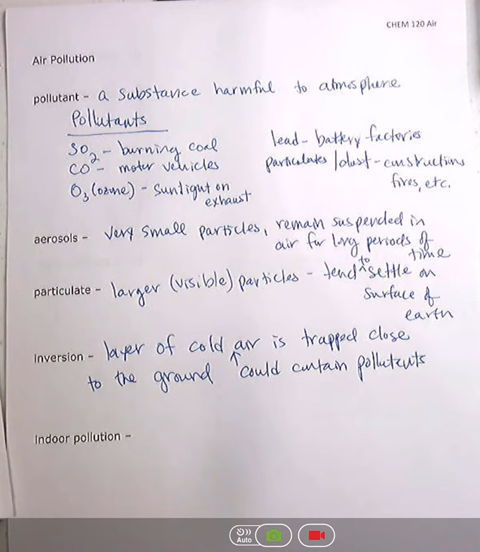 CHEM 120 Air
Air Pollution
pollutant – a substance harmful to atmosphere
Pollutants
SO2 – burning coal
CO – motor vehicles
O3 (ozone) – sunlight on
exhaust
lead – battery factories
particulates/dust – constructions
fires, etc.
aerosols – very small particles, remain suspended in
air for long periods of
time
particulate – larger (visible) particles – tend to settle on
surface of
earth
Inversion – layer of cold air is trapped close
to the ground ↑ could contain pollutants
Indoor pollution –
Auto